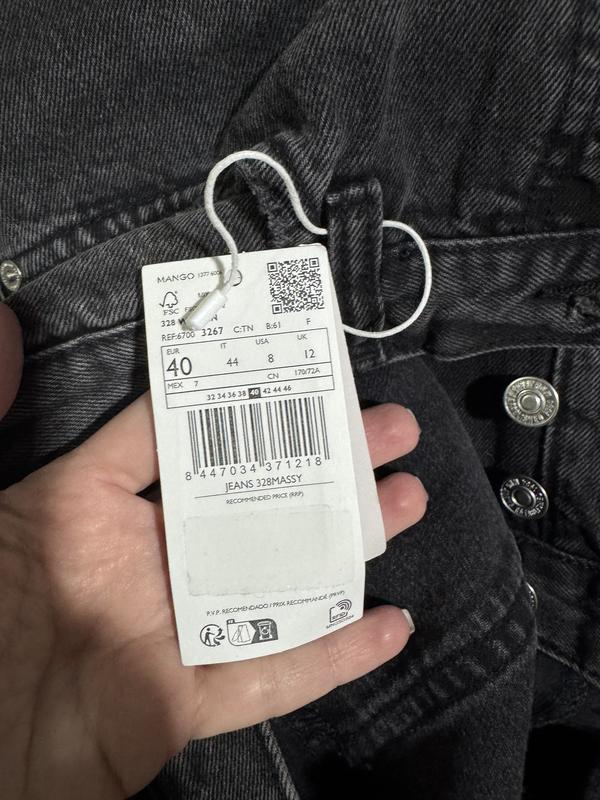 MANGO
FSC
328
REF:6700 3267 C:TN B:61 F
EUR IT USA UK
40 44 8 12
MEX 7 CN 170/72A
32 34 36 38 40 42 44 46
8 447034 371218
JEANS 328MASSY
RECOMMENDED PRICE (RRP)
P.V.P. RECOMENDADO / PRIX RECOMMANDÉ (P.R.V.P)
RFID